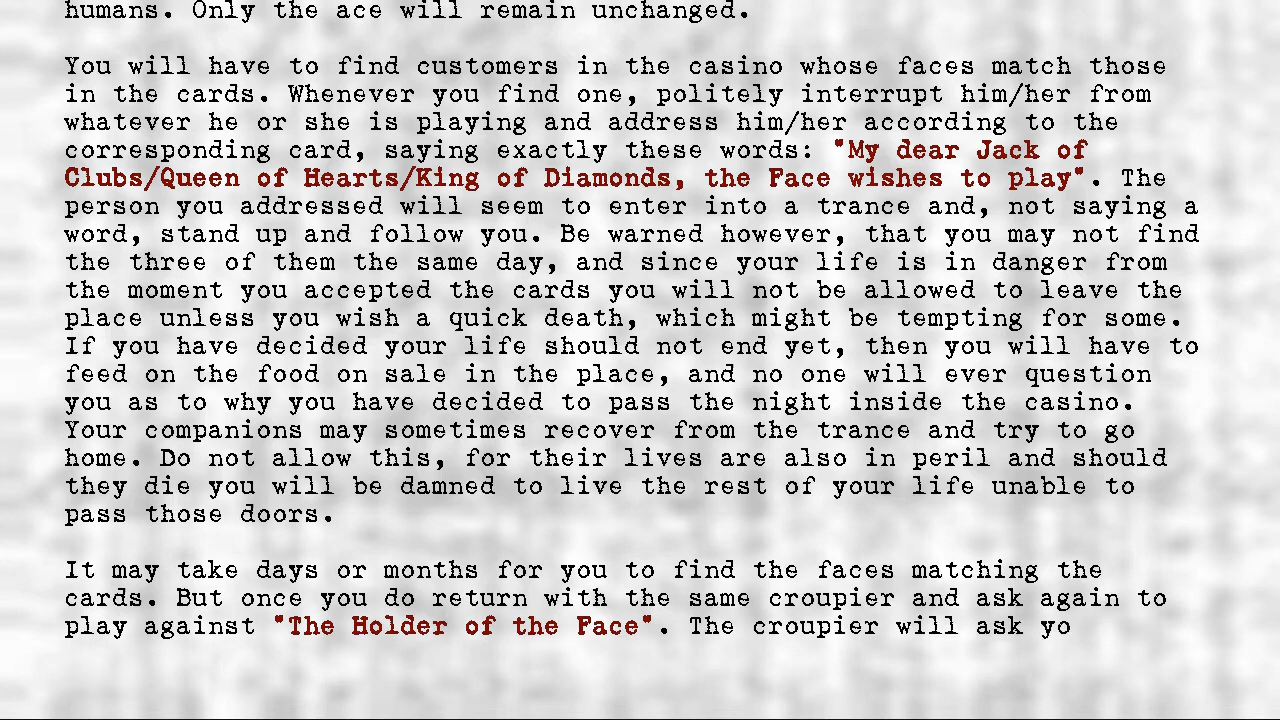 humans. Only the ace will remain unchanged.
You will have to find customers in the casino whose faces match those
in the cards. Whenever you find one, politely interrupt him/her from
whatever he or she is playing and address him/her according to the
corresponding card, saying exactly these words: "My dear Jack of
Clubs/Queen of Hearts/King of Diamonds, the Face wishes to play". The
person you addressed will seem to enter into a trance and, not saying a
word, stand up and follow you. Be warned however, that you may not find
the three of them the same day, and since your life is in danger from
the moment you accepted the cards you will not be allowed to leave the
place unless you wish a quick death, which might be tempting for some.
If you have decided your life should not end yet, then you will have to
feed on the food on sale in the place, and no one will ever question
you as to why you have decided to pass the night inside the casino.
Your companions may sometimes recover from the trance and try to go
home. Do not allow this, for their lives are also in peril and should
they die you will be damned to live the rest of your life unable to
pass those doors.
It may take days or months for you to find the faces matching the
cards. But once you do return with the same croupier and ask again to
play against "The Holder of the Face". The croupier will ask yo